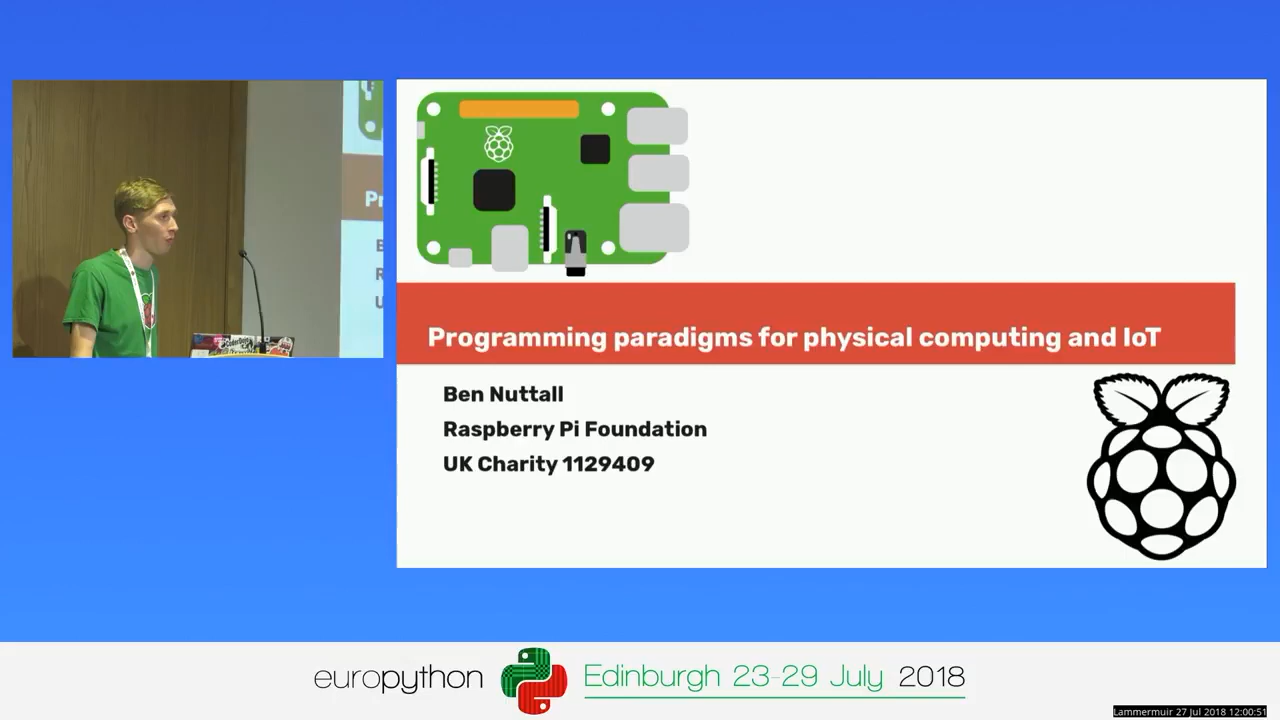 Programming paradigms for physical computing and IoT
Ben Nuttall
Raspberry Pi Foundation
UK Charity 1129409
Pr
E
R
U
europython
Edinburgh 23-29 July 2018
Lammermuir 27 Jul 2018 12:00:51